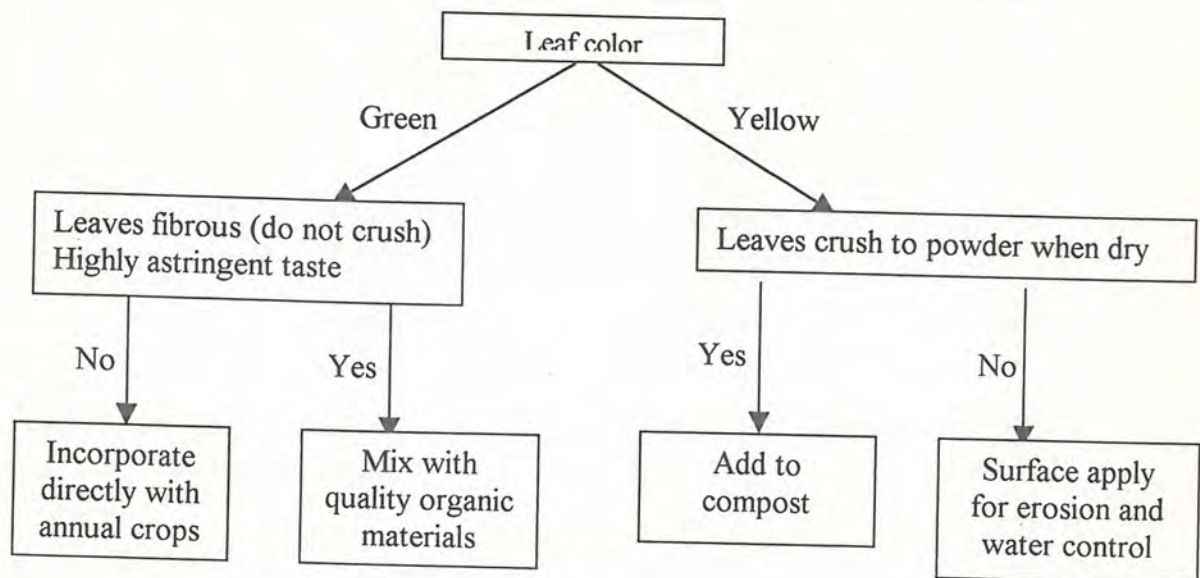 Leaf color
Green
Yellow
Leaves fibrous (do not crush)
Highly astringent taste
Leaves crush to powder when dry
No
Yes
Yes
No
Incorporate
directly with
annual crops
Mix with
quality organic
materials
Add to
compost
Surface apply
for erosion and
water control